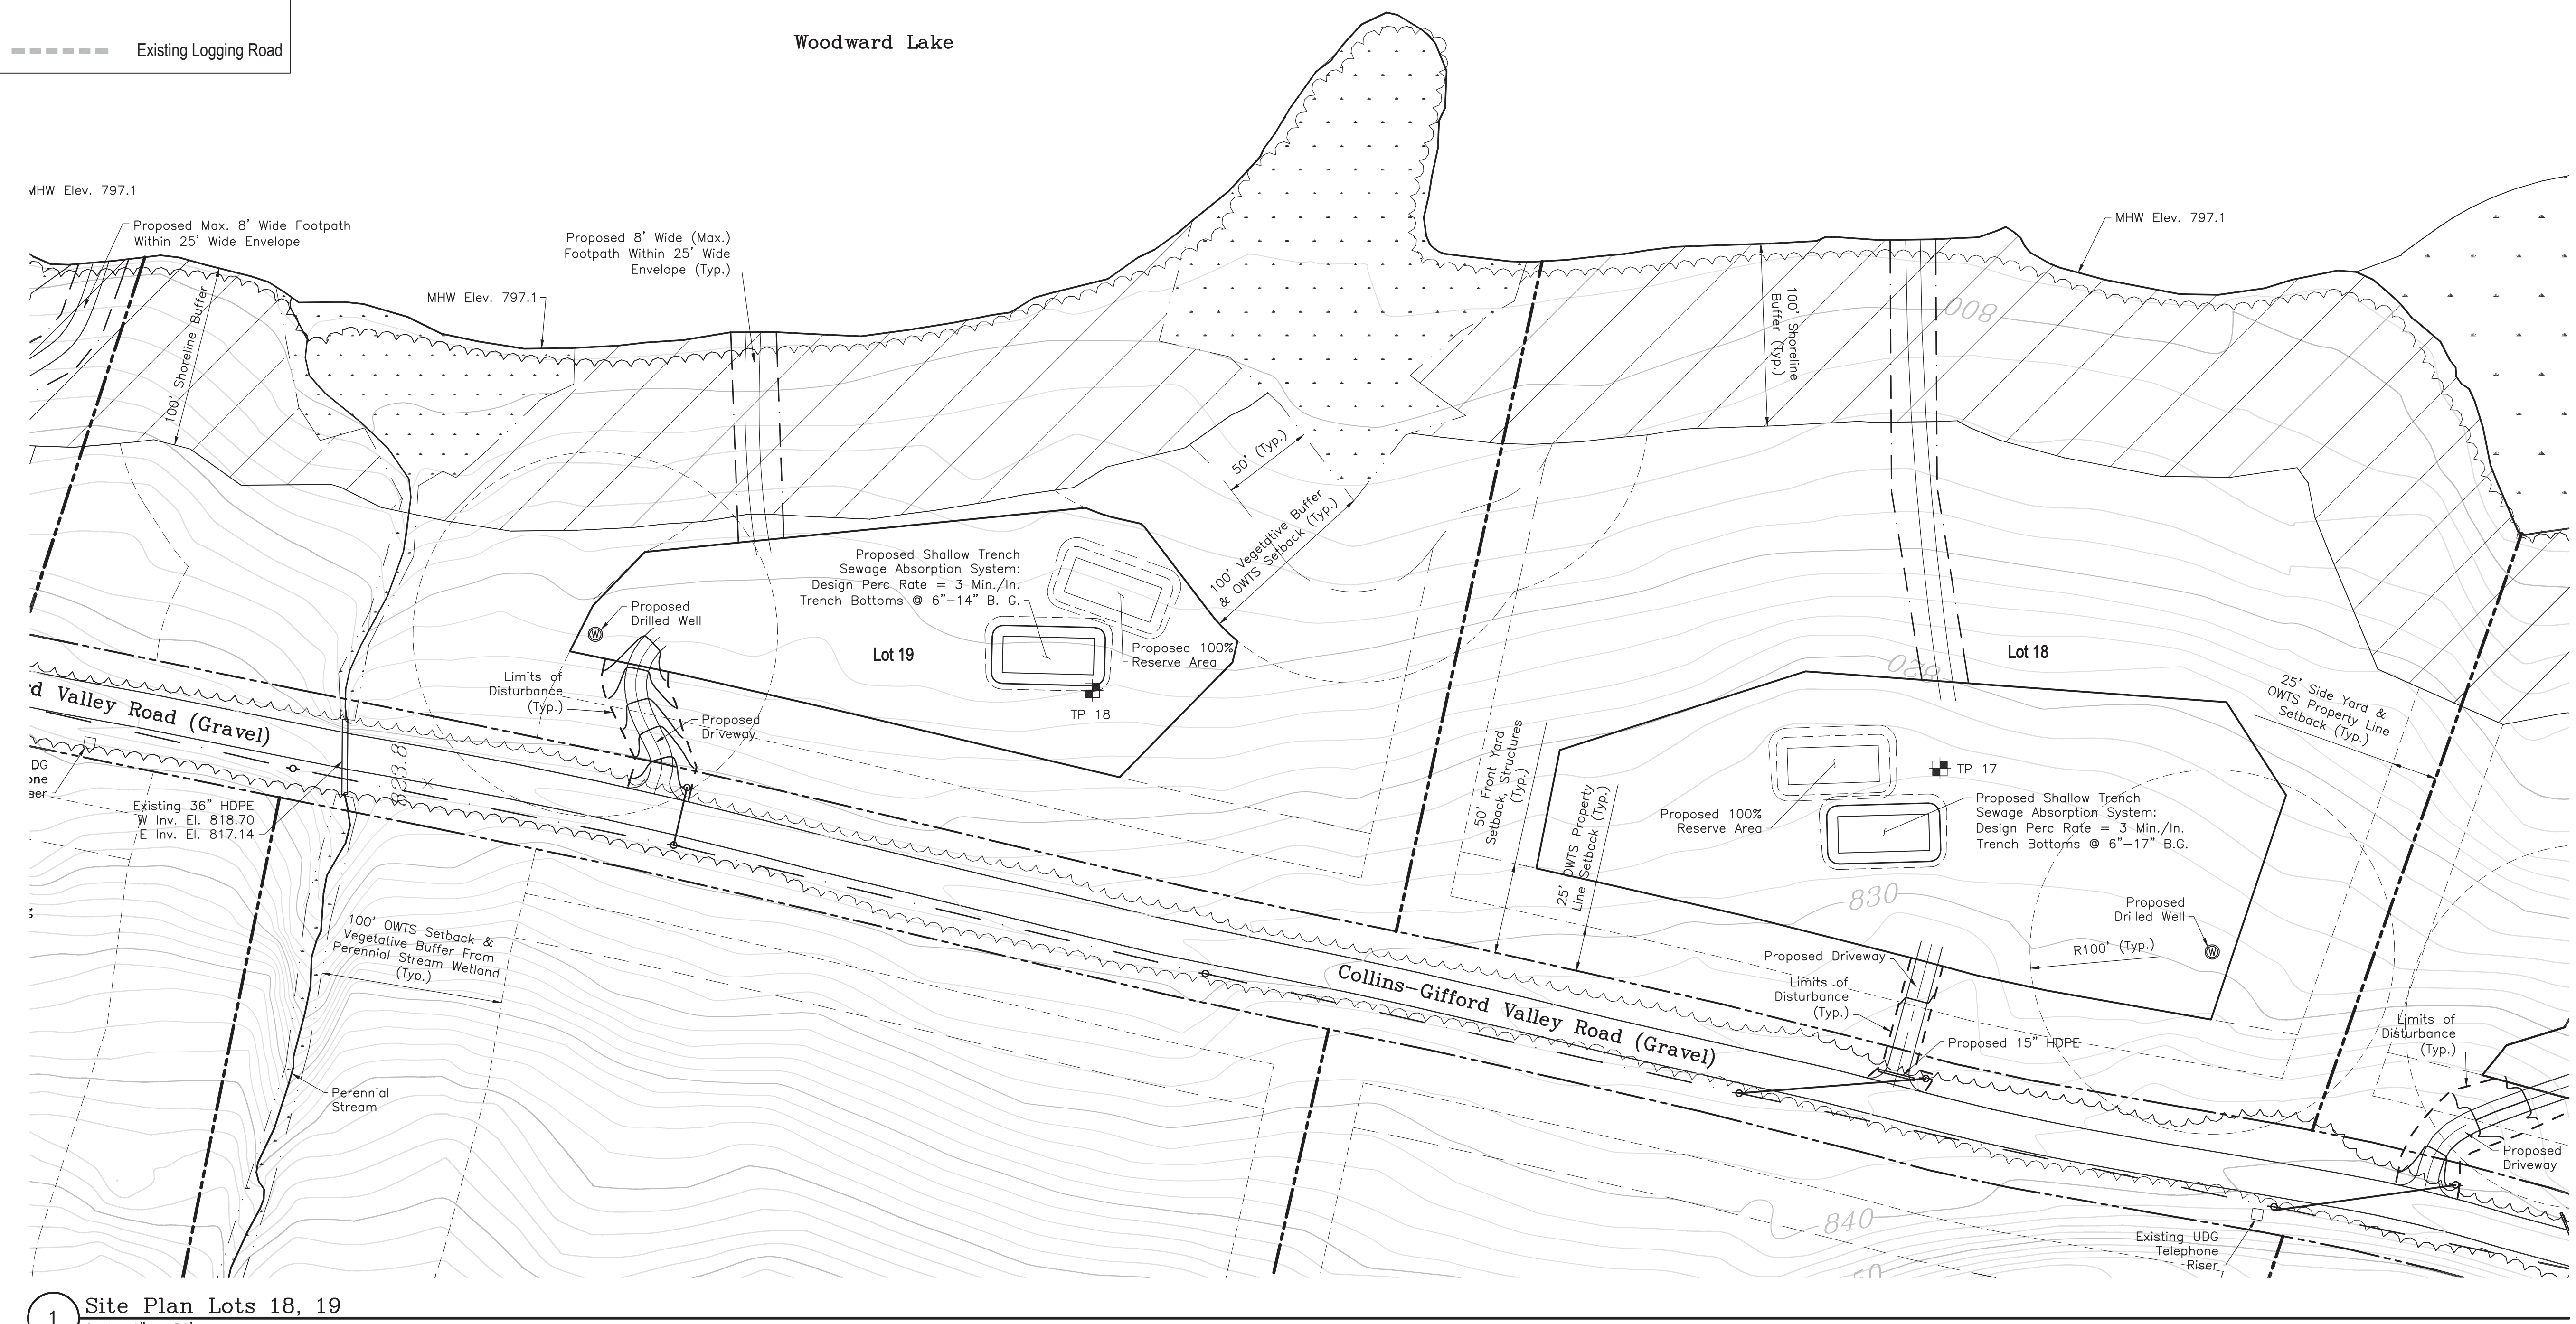 Existing Logging Road
Woodward Lake
MHW Elev. 797.1
Proposed Max. 8' Wide Footpath
Within 25' Wide Envelope
Proposed 8' Wide (Max.)
Footpath Within 25' Wide
Envelope (Typ.)
MHW Elev. 797.1
MHW Elev. 797.1
100' Shoreline Buffer
100' Shoreline
Buffer (Typ.)
800
50' (Typ.)
100' Vegetative Buffer
& OWTS Setback (Typ.)
Proposed Shallow Trench
Sewage Absorption System:
Design Perc Rate = 3 Min./In.
Trench Bottoms @ 6"-14" B. G.
Proposed
Drilled Well
Lot 19
Proposed 100%
Reserve Area
Limits of
Disturbance
(Typ.)
TP 18
Proposed
Driveway
820
Lot 18
25' Side Yard &
OWTS Property Line
Setback (Typ.)
rd Valley Road (Gravel)
DG
one
ser
823.8
Existing 36" HDPE
W Inv. El. 818.70
E Inv. El. 817.14
50' Front Yard
Setback, Structures
(Typ.)
25' OWTS Property
Line Setback (Typ.)
TP 17
Proposed 100%
Reserve Area
Proposed Shallow Trench
Sewage Absorption System:
Design Perc Rate = 3 Min./In.
Trench Bottoms @ 6"-17" B.G.
830
Proposed
Drilled Well
R100' (Typ.)
100' OWTS Setback &
Vegetative Buffer From
Perennial Stream Wetland
(Typ.)
Proposed Driveway
Limits of
Disturbance
(Typ.)
Collins-Gifford Valley Road (Gravel)
Proposed 15" HDPE
Limits of
Disturbance
(Typ.)
Perennial
Stream
Proposed
Driveway
840
Existing UDG
Telephone
Riser
1
Site Plan Lots 18, 19